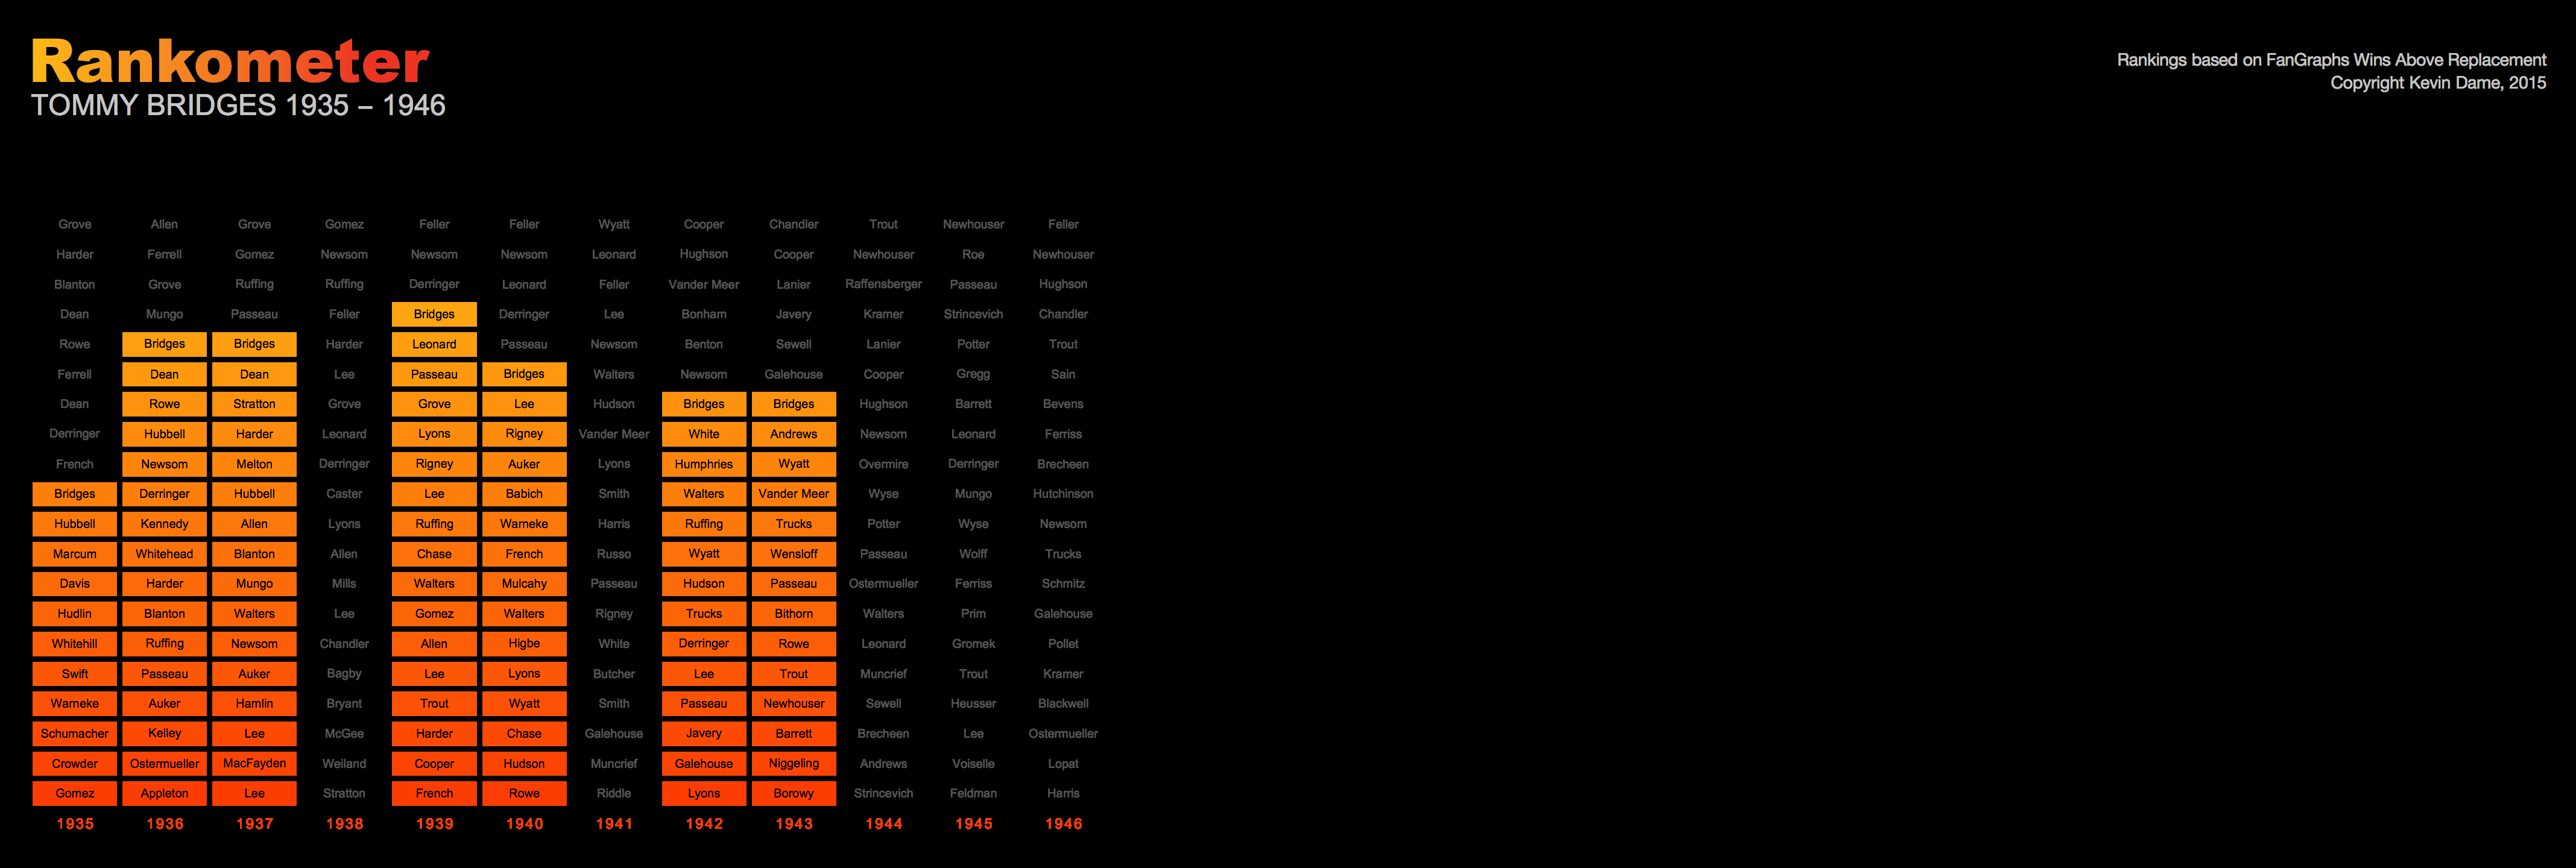 Rankometer
TOMMY BRIDGES 1935 – 1946
Rankings based on FanGraphs Wins Above Replacement
Copyright Kevin Dame, 2015
Grove Allen Grove Gomez Feller Feller Wyatt Cooper Chandler Trout Newhouser Feller
Harder Ferrell Gomez Newsom Newsom Newsom Leonard Hughson Cooper Newhouser Roe Newhouser
Blanton Grove Ruffing Ruffing Derringer Leonard Feller Vander Meer Lanier Raffensberger Passeau Hughson
Dean Mungo Passeau Feller Bridges Derringer Lee Bonham Javery Kramer Strincevich Chandler
Rowe Bridges Bridges Harder Leonard Passeau Newsom Benton Sewell Lanier Potter Trout
Ferrell Dean Dean Lee Passeau Bridges Walters Newsom Galehouse Cooper Gregg Sain
Dean Rowe Stratton Grove Grove Lee Hudson Bridges Bridges Hughson Barrett Bevens
Derringer Hubbell Harder Leonard Lyons Rigney Vander Meer White Andrews Newsom Leonard Ferriss
French Newsom Melton Derringer Rigney Auker Lyons Humphries Wyatt Overmire Derringer Brecheen
Bridges Derringer Hubbell Caster Lee Babich Smith Walters Vander Meer Wyse Mungo Hutchinson
Hubbell Kennedy Allen Lyons Ruffing Warneke Harris Ruffing Trucks Potter Wyse Newsom
Marcum Whitehead Blanton Allen Chase French Russo Wyatt Wensloff Passeau Wolff Trucks
Davis Harder Mungo Mills Walters Mulcahy Passeau Hudson Passeau Ostermueller Ferriss Schmitz
Hudlin Blanton Walters Lee Gomez Walters Rigney Trucks Bithorn Walters Prim Galehouse
Whitehill Ruffing Newsom Chandler Allen Higbe White Derringer Rowe Leonard Gromek Pollet
Swift Passeau Auker Bagby Lee Lyons Butcher Lee Trout Muncrief Trout Kramer
Warneke Auker Hamlin Bryant Trout Wyatt Smith Passeau Newhouser Sewell Heusser Blackwell
Schumacher Kelley Lee McGee Harder Chase Galehouse Javery Barrett Brecheen Lee Ostermueller
Crowder Ostermueller MacFayden Weiland Cooper Hudson Muncrief Galehouse Niggeling Andrews Voiselle Lopat
Gomez Appleton Lee Stratton French Rowe Riddle Lyons Borowy Strincevich Feldman Harris
1935 1936 1937 1938 1939 1940 1941 1942 1943 1944 1945 1946